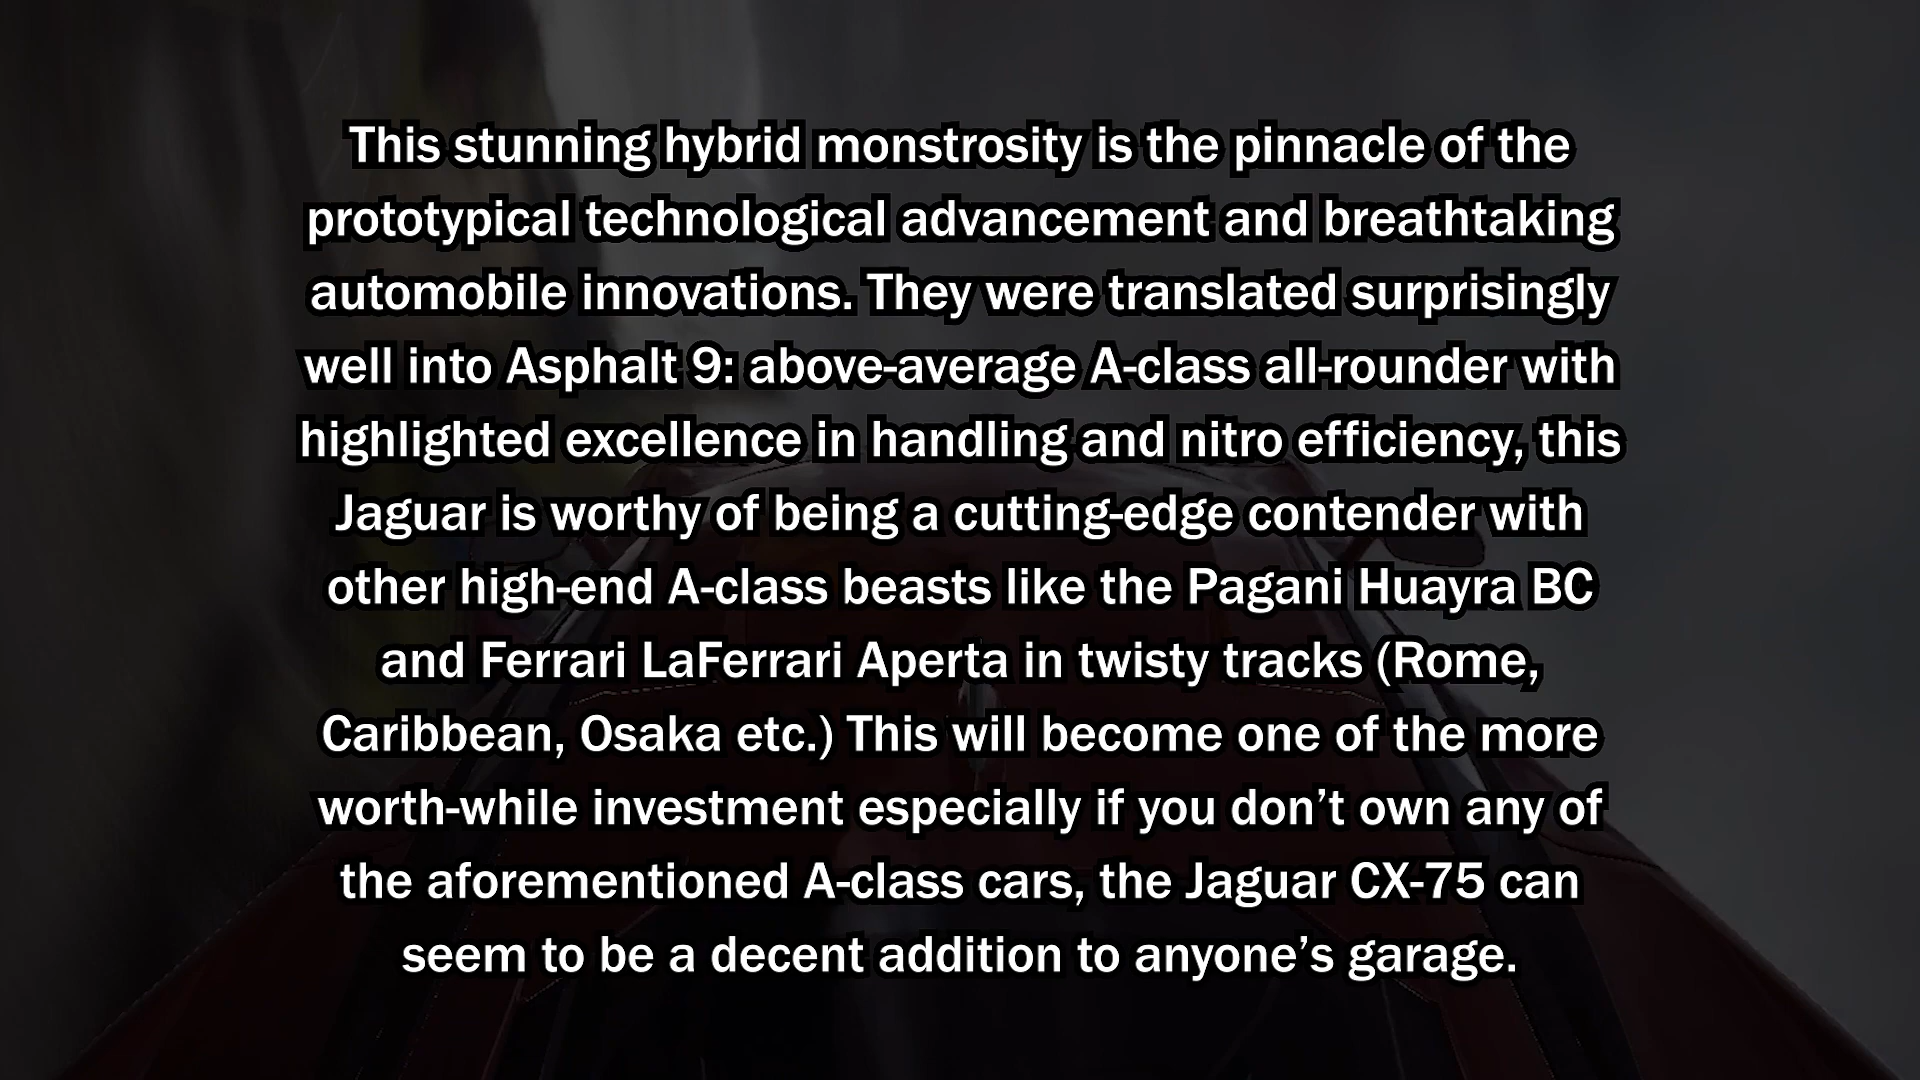 This stunning hybrid monstrosity is the pinnacle of the
prototypical technological advancement and breathtaking
automobile innovations. They were translated surprisingly
well into Asphalt 9: above-average A-class all-rounder with
highlighted excellence in handling and nitro efficiency, this
Jaguar is worthy of being a cutting-edge contender with
other high-end A-class beasts like the Pagani Huayra BC
and Ferrari LaFerrari Aperta in twisty tracks (Rome,
Caribbean, Osaka etc.) This will become one of the more
worth-while investment especially if you don’t own any of
the aforementioned A-class cars, the Jaguar CX-75 can
seem to be a decent addition to anyone’s garage.